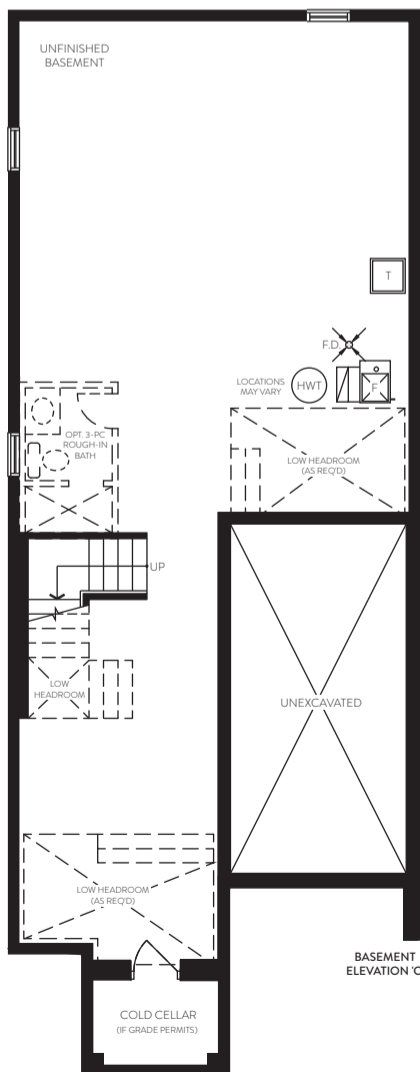 UNFINISHED
BASEMENT
T
F.D.
LOCATIONS
MAY VARY
HWT
F
OPT. 3-PC
ROUGH-IN
BATH
LOW HEADROOM
(AS REQ'D)
UP
LOW
HEADROOM
UNEXCAVATED
LOW HEADROOM
(AS REQ'D)
BASEMENT
ELEVATION 'C
COLD CELLAR
(IF GRADE PERMITS)